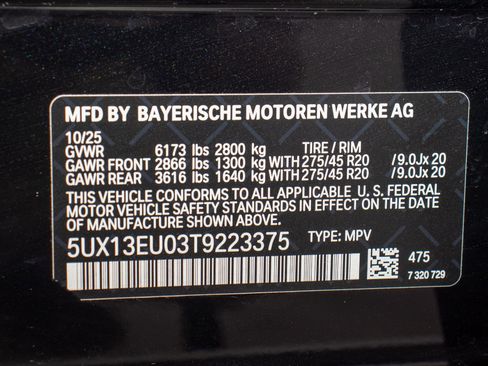 MFD BY BAYERISCHE MOTOREN WERKE AG
10/25
GVWR 6173 lbs 2800 kg TIRE / RIM
GAWR FRONT 2866 lbs 1300 kg WITH 275/45 R20 /9.0Jx 20
GAWR REAR 3616 lbs 1640 kg WITH 275/45 R20 /9.0Jx 20
THIS VEHICLE CONFORMS TO ALL APPLICABLE U. S. FEDERAL
MOTOR VEHICLE SAFETY STANDARDS IN EFFECT ON THE DATE
OF MANUFACTURE SHOWN ABOVE.
5UX13EU03T9223375 TYPE: MPV
475
7 320 729